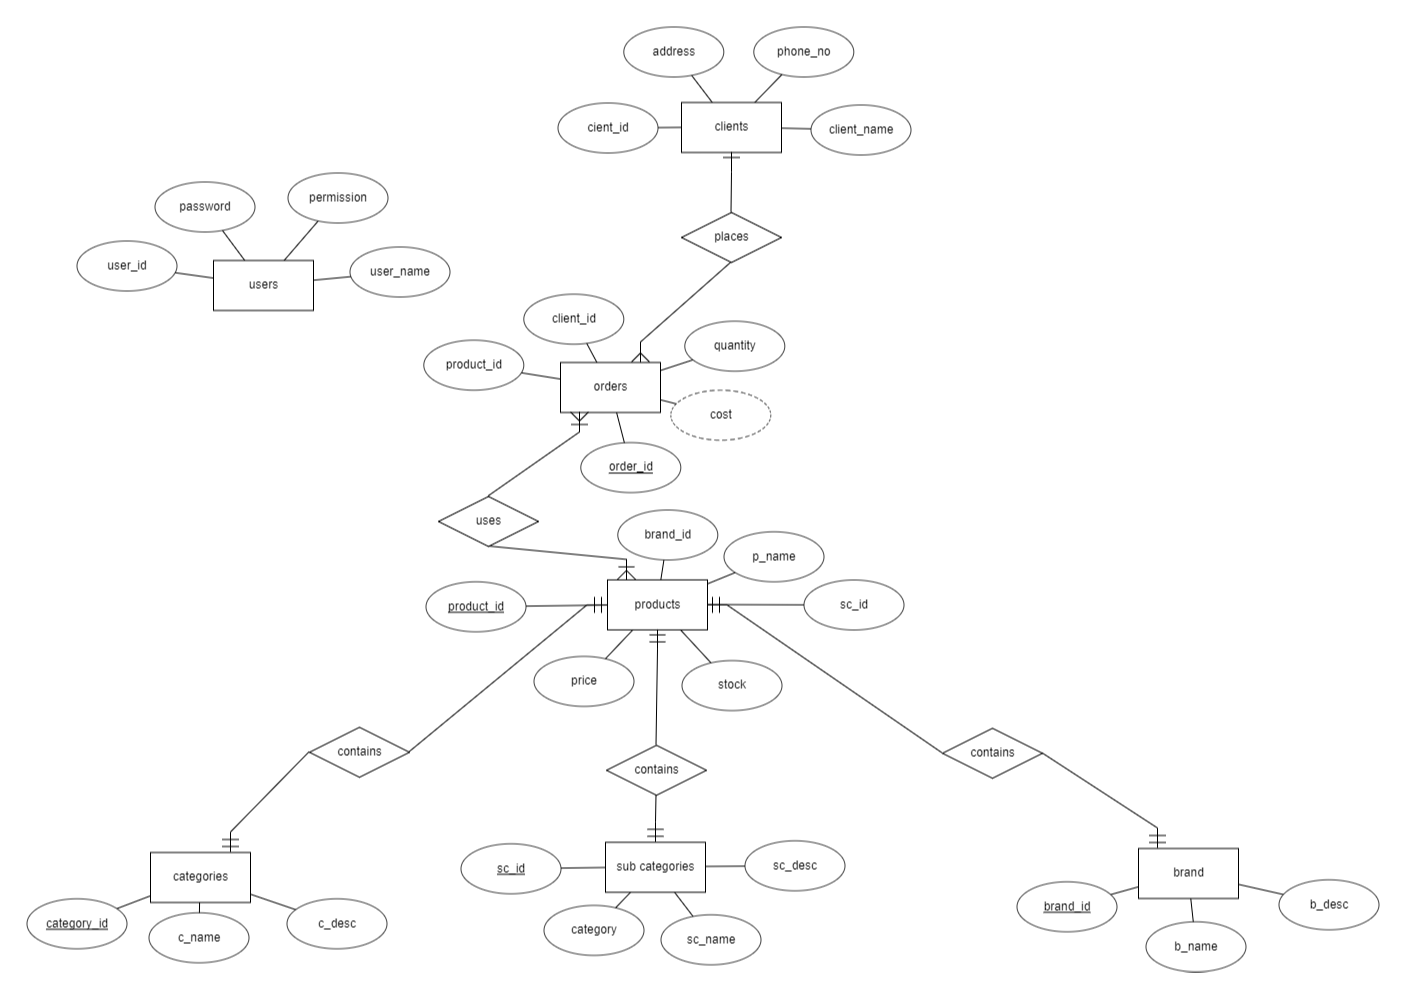 address
phone_no
cient_id
clients
client_name
password
permission
places
user_id
users
user_name
client_id
product_id
quantity
orders
cost
order_id
uses
brand_id
p_name
product_id
products
sc_id
price
stock
contains
contains
contains
categories
sc_id
sub categories
sc_desc
brand
category_id
c_name
c_desc
category
sc_name
brand_id
b_name
b_desc